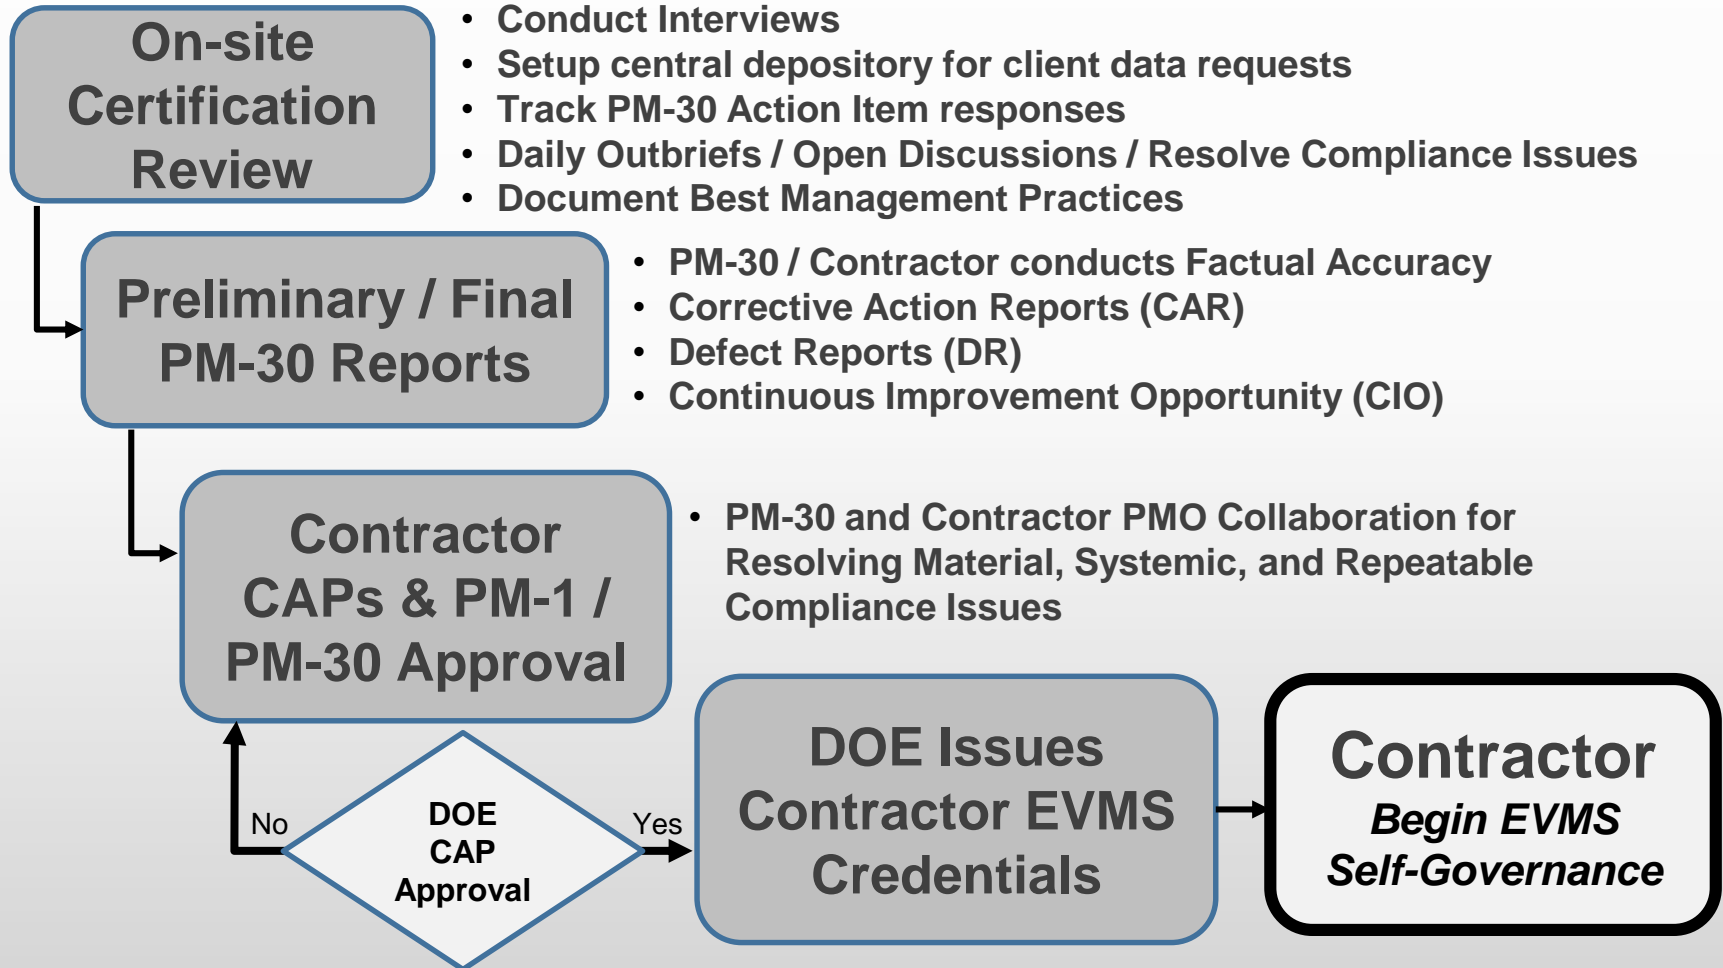 On-site
Certification
Review
• Conduct Interviews
• Setup central depository for client data requests
• Track PM-30 Action Item responses
• Daily Outbriefs / Open Discussions / Resolve Compliance Issues
• Document Best Management Practices
Preliminary / Final
PM-30 Reports
• PM-30 / Contractor conducts Factual Accuracy
• Corrective Action Reports (CAR)
• Defect Reports (DR)
• Continuous Improvement Opportunity (CIO)
Contractor
CAPs & PM-1 /
PM-30 Approval
• PM-30 and Contractor PMO Collaboration for
Resolving Material, Systemic, and Repeatable
Compliance Issues
No
DOE
CAP
Approval
Yes
DOE Issues
Contractor EVMS
Credentials
Contractor
Begin EVMS
Self-Governance